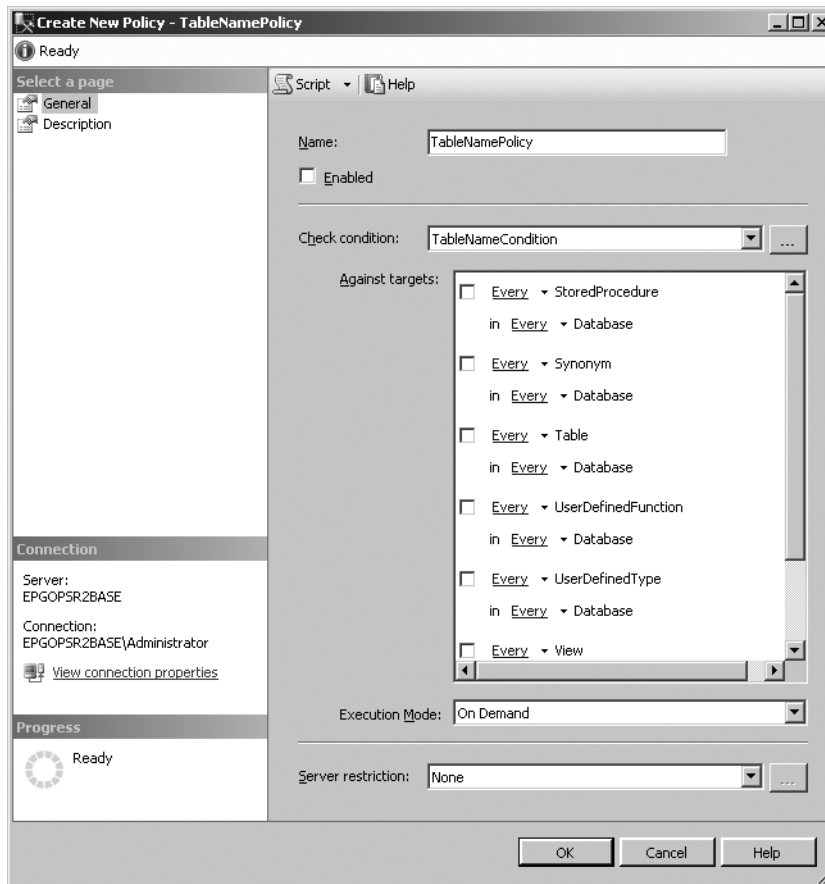 Create New Policy - TableNamePolicy
Ready
Select a page
General
Description
Script Help
Name: TableNamePolicy
Enabled
Check condition: TableNameCondition ...
Against targets:
Every StoredProcedure
in Every Database
Every Synonym
in Every Database
Every Table
in Every Database
Every UserDefinedFunction
in Every Database
Every UserDefinedType
in Every Database
Every View
Execution Mode: On Demand
Server restriction: None ...
Connection
Server:
EPGOPSR2BASE
Connection:
EPGOPSR2BASE\Administrator
View connection properties
Progress
Ready
OK Cancel Help